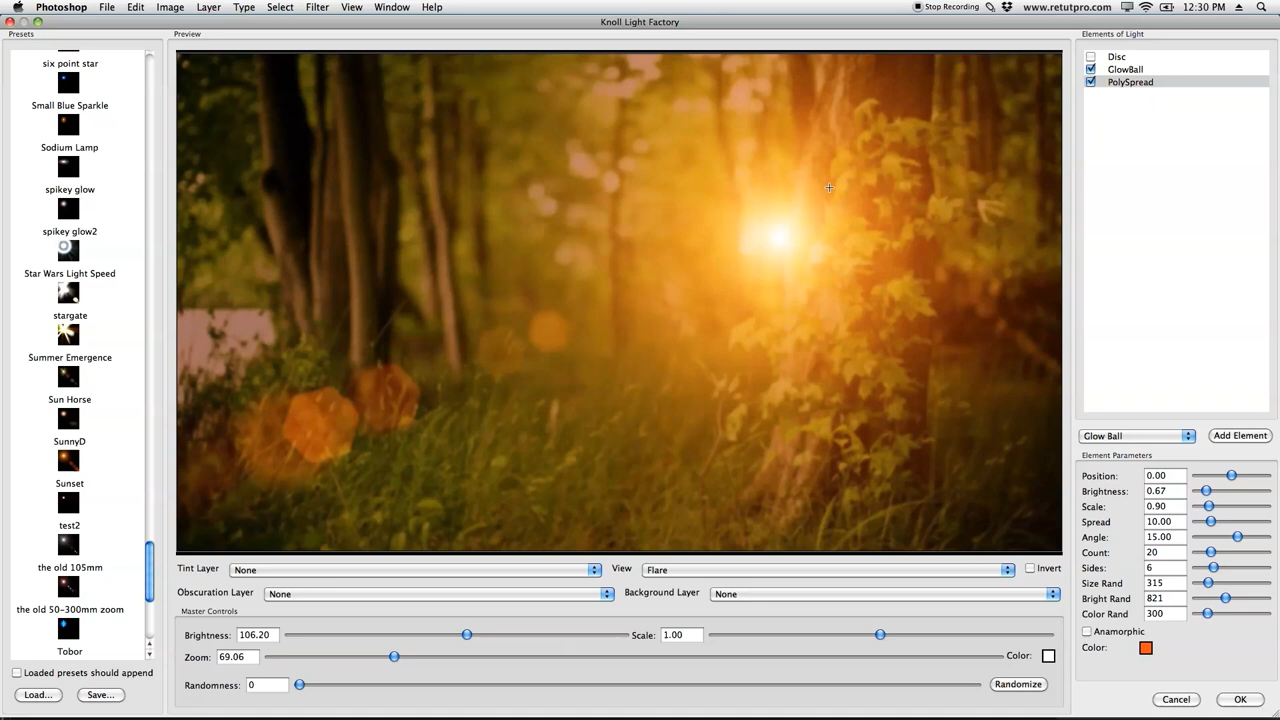 Photoshop File Edit Image Layer Type Select Filter View Window Help Stop Recording www.retutpro.com 12:30 PM
Knoll Light Factory
Presets
six point star
Small Blue Sparkle
Sodium Lamp
spikey glow
spikey glow2
Star Wars Light Speed
stargate
Summer Emergence
Sun Horse
SunnyD
Sunset
test2
the old 105mm
the old 50-300mm zoom
Tobor
Loaded presets should append
Load... Save...
Preview
Tint Layer None View Flare Invert
Obscuration Layer None Background Layer None
Master Controls
Brightness: 106.20 Scale: 1.00
Zoom: 69.06 Color:
Randomness: 0 Randomize
Elements of Light
Disc
GlowBall
PolySpread
Glow Ball Add Element
Element Parameters
Position: 0.00
Brightness: 0.67
Scale: 0.90
Spread 10.00
Angle: 15.00
Count: 20
Sides: 6
Size Rand 315
Bright Rand 821
Color Rand 300
Anamorphic
Color:
Cancel OK